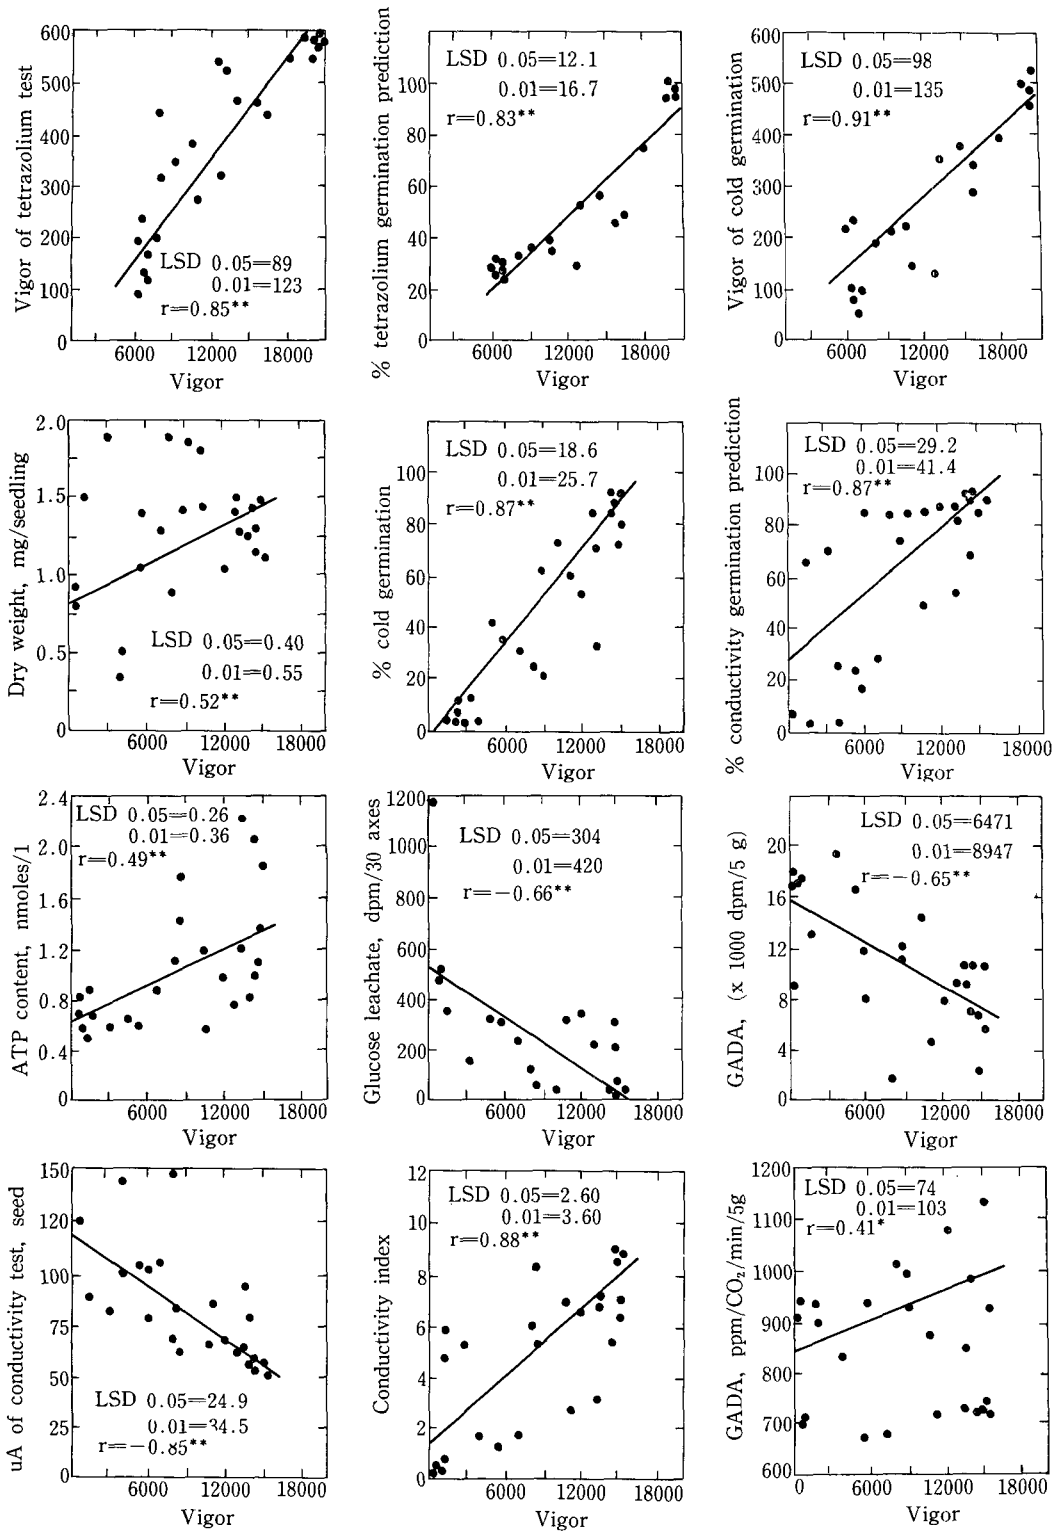 Vigor of tetrazolium test
600
500
400
300
200
100
0
LSD 0.05=89
0.01=123
r=0.85**
6000 12000 18000
Vigor
% tetrazolium germination prediction
100
80
60
40
20
0
LSD 0.05=12.1
0.01=16.7
r=0.83**
6000 12000 18000
Vigor
Vigor of cold germination
600
500
400
300
200
100
0
LSD 0.05=98
0.01=135
r=0.91**
6000 12000 18000
Vigor
Dry weight, mg/seedling
2.0
1.5
1.0
0.5
0
LSD 0.05=0.40
0.01=0.55
r=0.52**
6000 12000 18000
Vigor
% cold germination
100
80
60
40
20
0
LSD 0.05=18.6
0.01=25.7
r=0.87**
6000 12000 18000
Vigor
% conductivity germination prediction
100
80
60
40
20
0
LSD 0.05=29.2
0.01=41.4
r=0.87**
6000 12000 18000
Vigor
ATP content, nmoles/1
2.4
2.0
1.6
1.2
0.8
0.4
0
LSD 0.05=0.26
0.01=0.36
r=0.49**
6000 12000 18000
Vigor
Glucose leachate, dpm/30 axes
1200
1000
800
600
400
200
0
LSD 0.05=304
0.01=420
r=-0.66**
6000 12000 18000
Vigor
GADA, (x 1000 dpm/5 g)
20
16
12
8
4
0
LSD 0.05=6471
0.01=8947
r=-0.65**
6000 12000 18000
Vigor
uA of conductivity test, seed
150
120
100
75
50
25
0
LSD 0.05=24.9
0.01=34.5
r=-0.85**
6000 12000 18000
Vigor
Conductivity index
12
10
8
6
4
2
0
LSD 0.05=2.60
0.01=3.60
r=0.88**
6000 12000 18000
Vigor
GADA, ppm/CO₂/min/5g
1200
1100
1000
900
800
700
600
LSD 0.05=74
0.01=103
r=0.41*
0 6000 12000 18000
Vigor